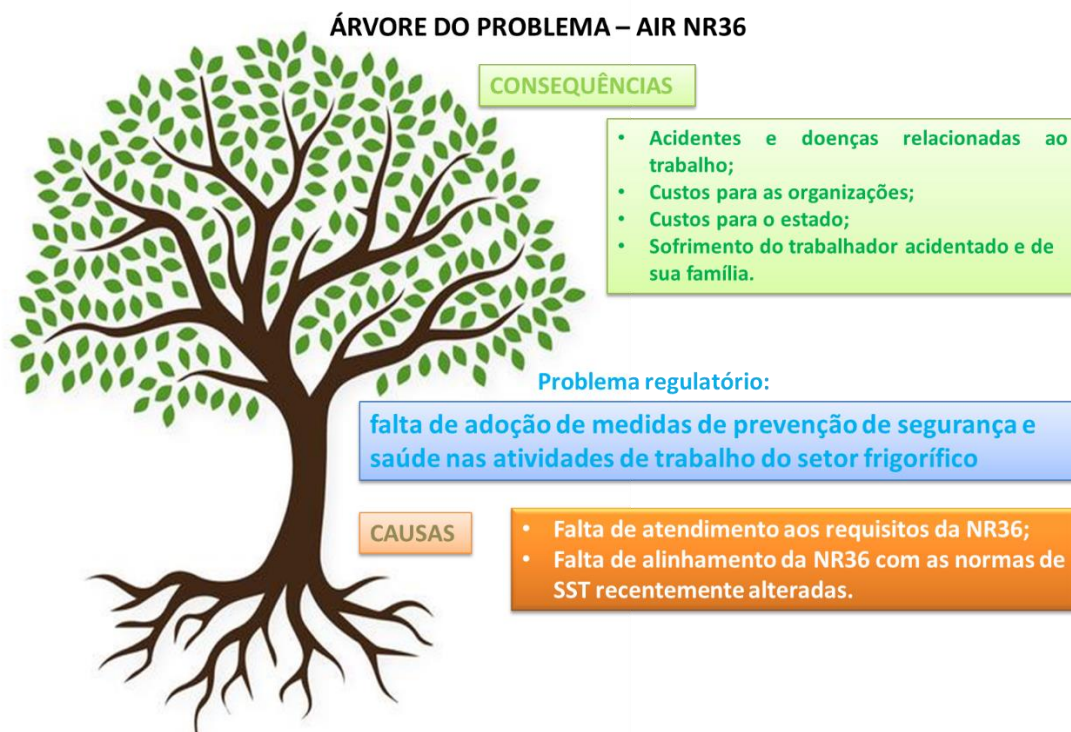 ÁRVORE DO PROBLEMA – AIR NR36
CONSEQUÊNCIAS
• Acidentes e doenças relacionadas ao
trabalho;
• Custos para as organizações;
• Custos para o estado;
• Sofrimento do trabalhador acidentado e de
sua família.
Problema regulatório:
falta de adoção de medidas de prevenção de segurança e
saúde nas atividades de trabalho do setor frigorífico
CAUSAS
• Falta de atendimento aos requisitos da NR36;
• Falta de alinhamento da NR36 com as normas de
SST recentemente alteradas.